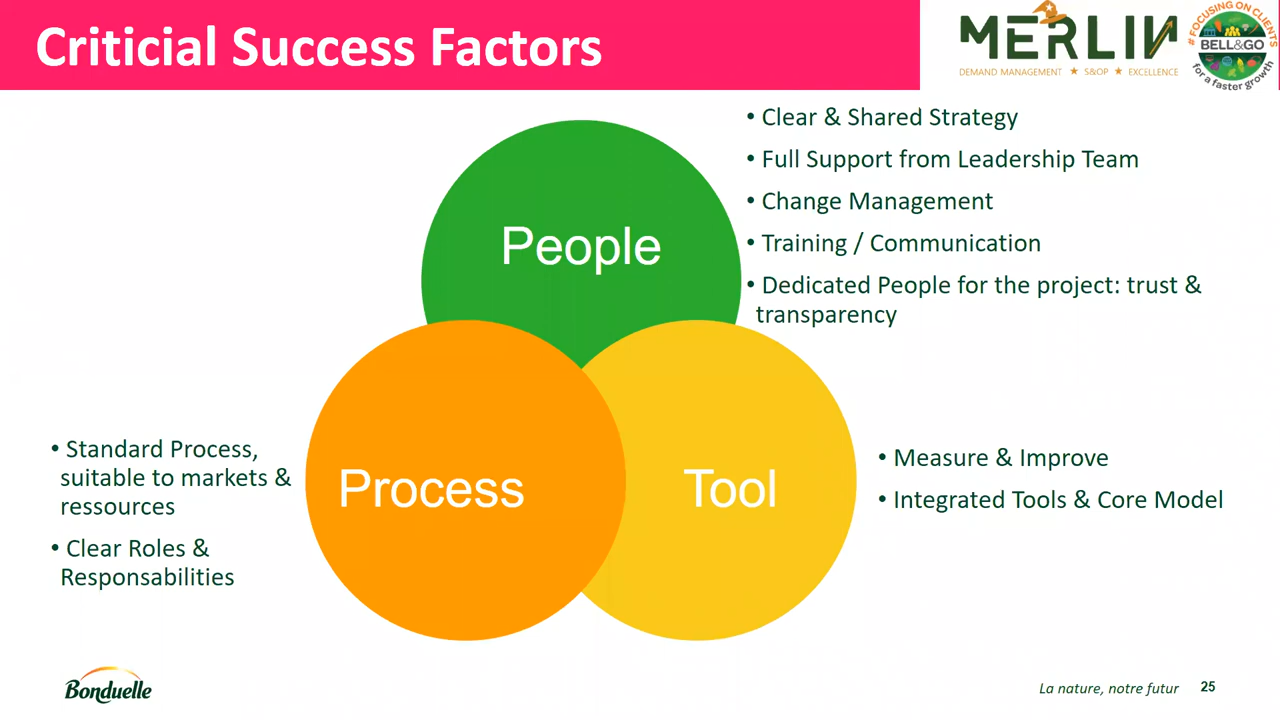 Criticial Success Factors
MERLIN
DEMAND MANAGEMENT ★ S&OP ★ EXCELLENCE
# FOCUSING ON CLIENTS
BELL&GO
for a faster growth
• Clear & Shared Strategy
• Full Support from Leadership Team
• Change Management
• Training / Communication
• Dedicated People for the project: trust &
transparency
People
Process
Tool
• Standard Process,
suitable to markets &
ressources
• Clear Roles &
Responsabilities
• Measure & Improve
• Integrated Tools & Core Model
Bonduelle
La nature, notre futur
25